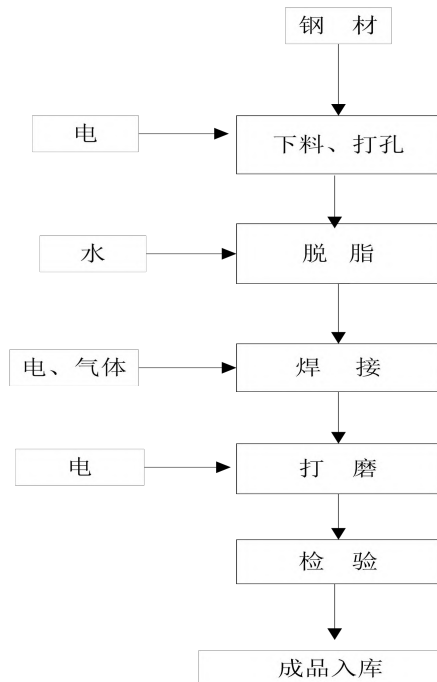 钢 材
电
下料、打孔
水
脱 脂
电、气体
焊 接
电
打 磨
检 验
成品入库